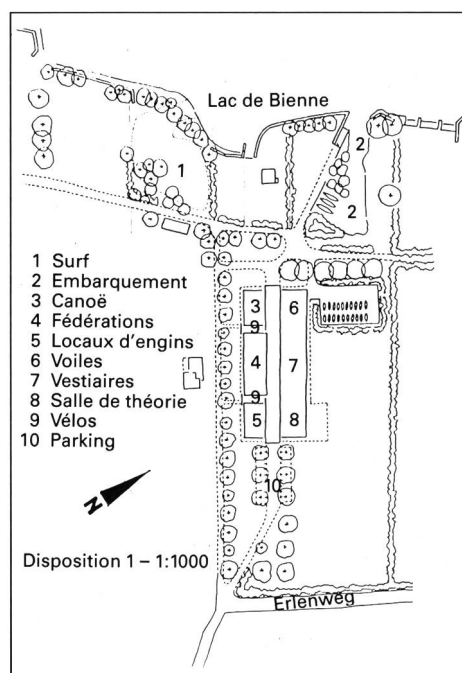 Lac de Bienne
2
1
2
1 Surf
2 Embarquement
3 Canoë
4 Fédérations
5 Locaux d'engins
6 Voiles
7 Vestiaires
8 Salle de théorie
9 Vélos
10 Parking
3
6
9
4
7
9
5
8
10
N
Disposition 1 – 1:1000
Erlenweg